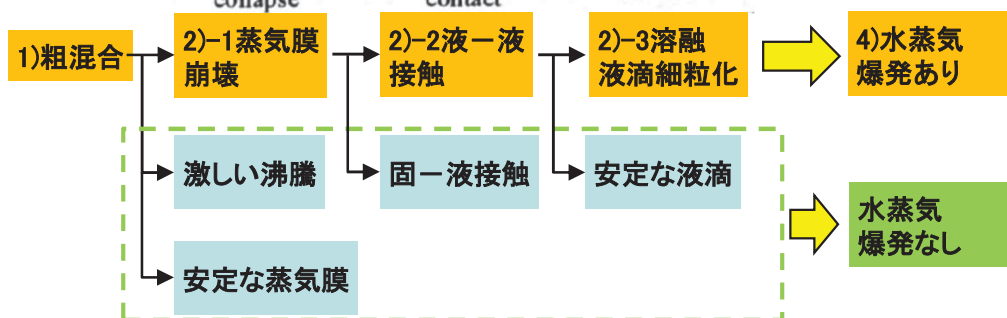 collapse
contact
1)粗混合
2)-1蒸気膜
崩壊
2)-2液-液
接触
2)-3溶融
液滴細粒化
4)水蒸気
爆発あり
激しい沸騰
固-液接触
安定な液滴
安定な蒸気膜
水蒸気
爆発なし